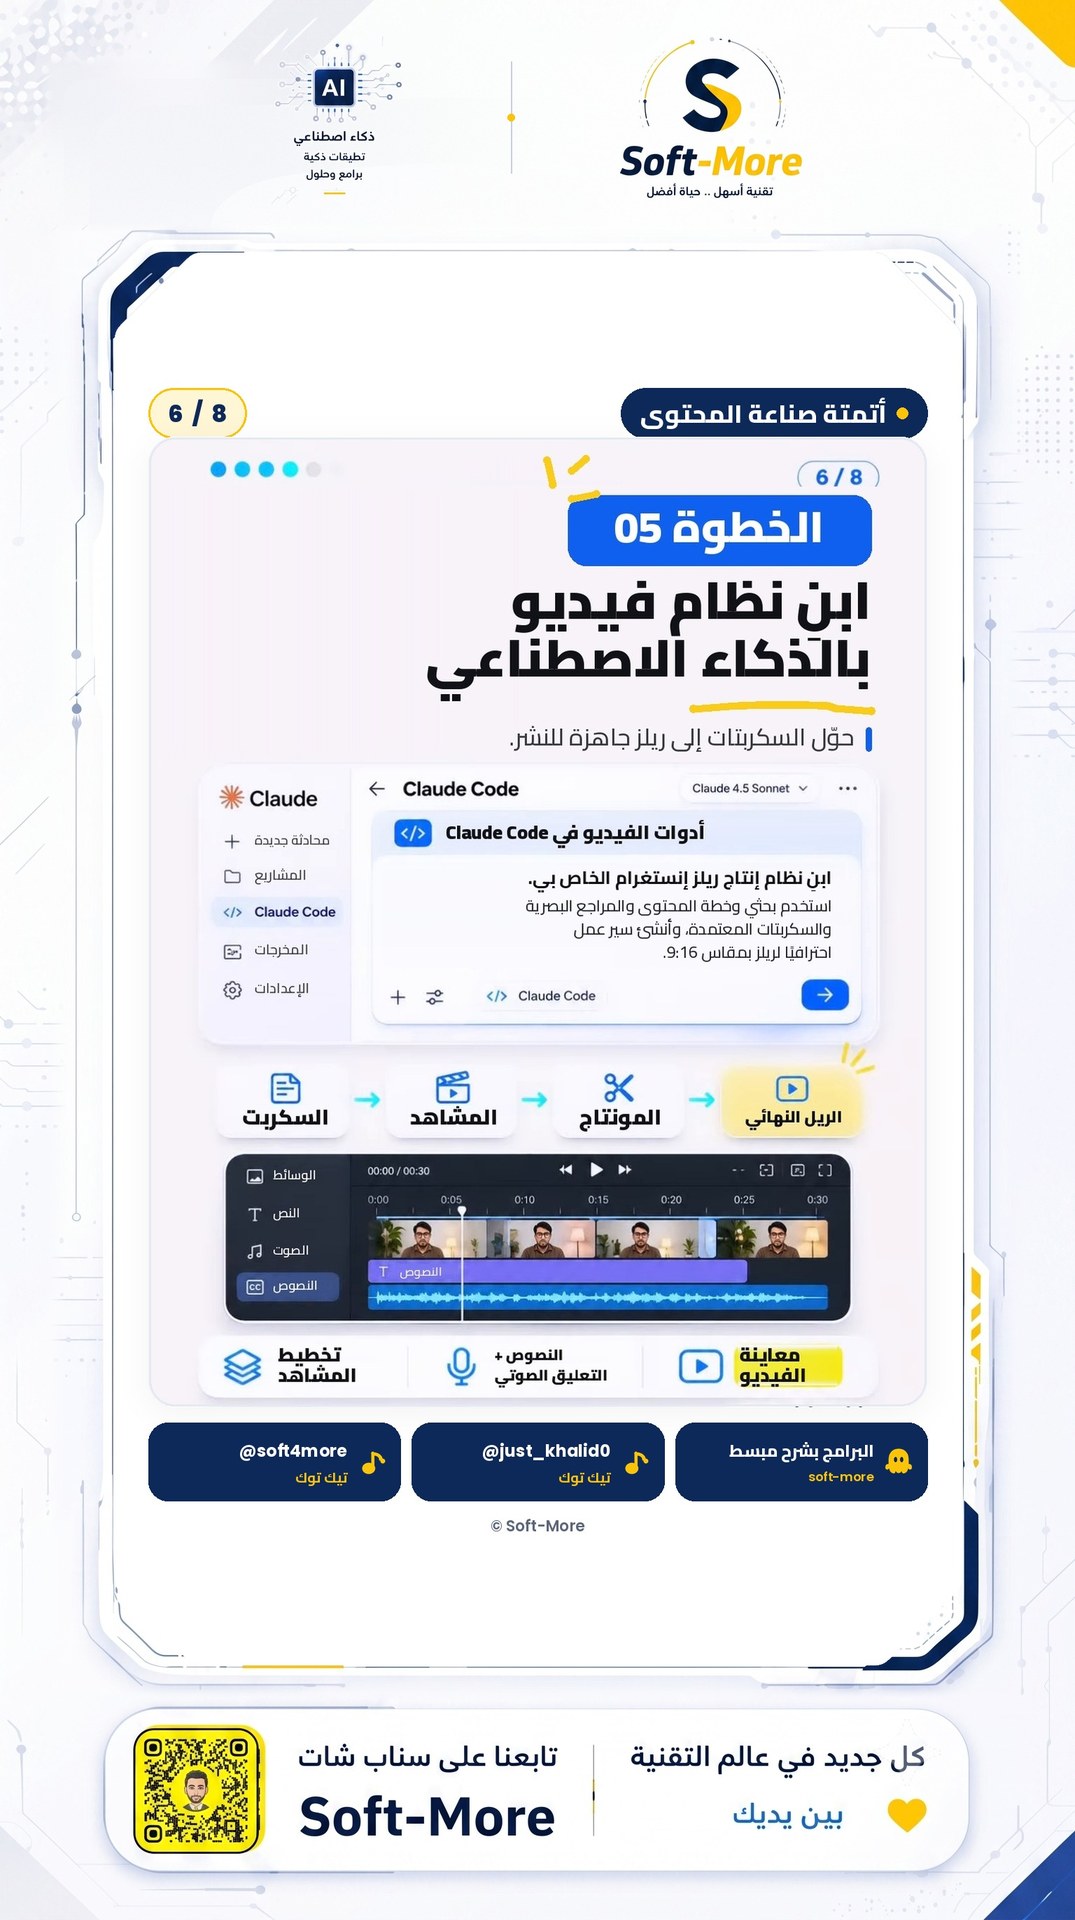 AI
ذكاء اصطناعي
تطبيقات ذكية
برامج وحلول
Soft-More
تقنية أسهل .. حياة أفضل
أتمتة صناعة المحتوى
6 / 8
6 / 8
الخطوة 05
ابنِ نظام فيديو
بالذكاء الاصطناعي
حوّل السكربتات إلى ريلز جاهزة للنشر.
Claude
محادثة جديدة
المشاريع
Claude Code
المخرجات
الإعدادات
Claude Code
Claude 4.5 Sonnet
أدوات الفيديو في Claude Code
ابنِ نظام إنتاج ريلز إنستغرام الخاص بي.
استخدم بحثي وخطة المحتوى والمراجع البصرية
والسكربتات المعتمدة، وأنشئ سير عمل
احترافيًا لريلز بمقاس 9:16.
Claude Code
السكربت
المشاهد
المونتاج
الريل النهائي
الوسائط
النص
الصوت
CC النصوص
00:00 / 00:30
0:00 0:05 0:10 0:15 0:20 0:25 0:30
T النصوص
تخطيط
المشاهد
النصوص +
التعليق الصوتي
معاينة
الفيديو
البرامج بشرح مبسط
soft-more
@just_khalid0
تيك توك
@soft4more
تيك توك
© Soft-More
كل جديد في عالم التقنية
بين يديك
تابعنا على سناب شات
Soft-More